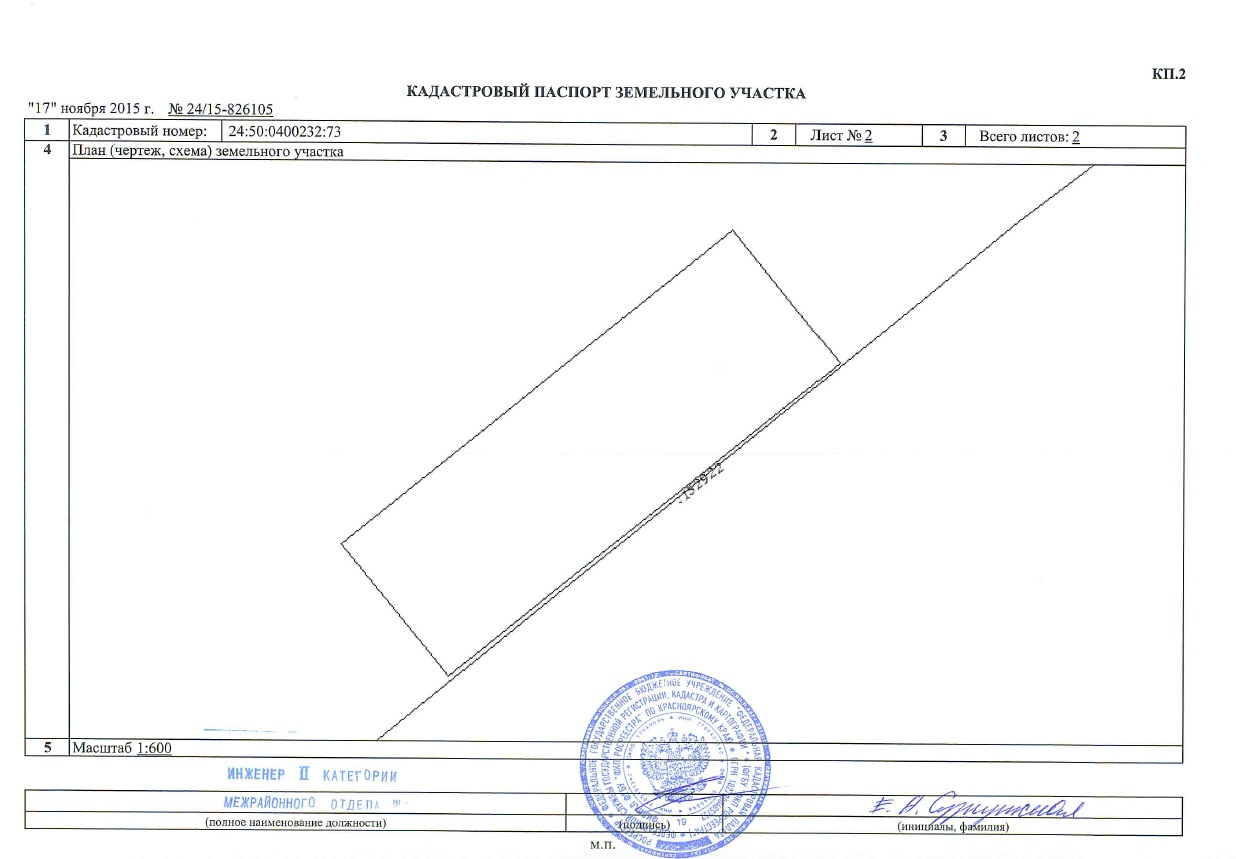 КП.2
КАДАСТРОВЫЙ ПАСПОРТ ЗЕМЕЛЬНОГО УЧАСТКА
"17" ноября 2015 г. № 24/15-826105
1 Кадастровый номер: 24:50:0400232:73 2 Лист № 2 3 Всего листов: 2
4 План (чертеж, схема) земельного участка
5 Масштаб 1:600
ИНЖЕНЕР II КАТЕГОРИИ
МЕЖРАЙОННОГО ОТДЕЛА №1
(полное наименование должности) (подпись) (инициалы, фамилия)
М.П.